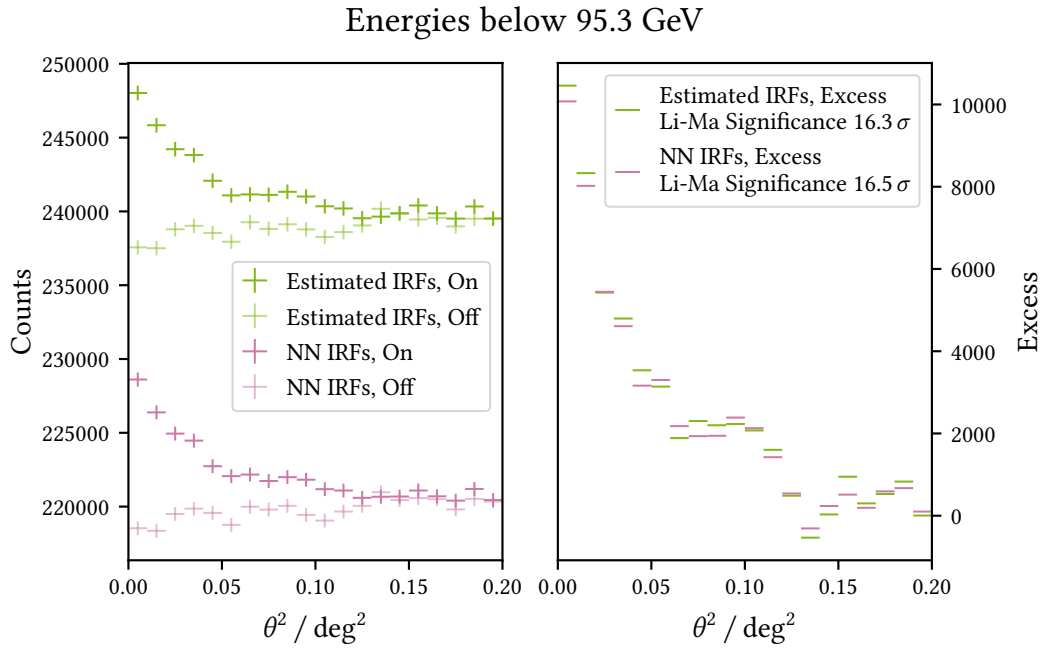 Energies below 95.3 GeV
Counts
250000
245000
240000
235000
230000
225000
220000
Estimated IRFs, On
Estimated IRFs, Off
NN IRFs, On
NN IRFs, Off
0.00
0.05
0.10
0.15
0.20
θ² / deg²
Estimated IRFs, Excess
Li-Ma Significance 16.3 σ
NN IRFs, Excess
Li-Ma Significance 16.5 σ
10000
8000
6000
4000
2000
0
Excess
0.00
0.05
0.10
0.15
0.20
θ² / deg²